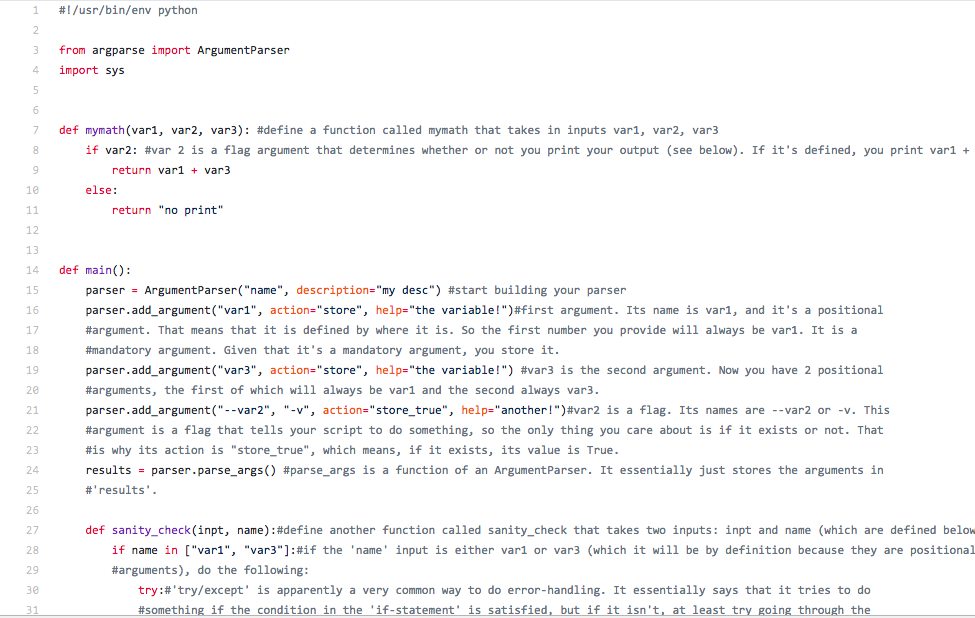 1 #!/usr/bin/env python
2
3 from argparse import ArgumentParser
4 import sys
5
6
7 def mymath(var1, var2, var3): #define a function called mymath that takes in inputs var1, var2, var3
8 if var2: #var 2 is a flag argument that determines whether or not you print your output (see below). If it's defined, you print var1 +
9 return var1 + var3
10 else:
11 return "no print"
12
13
14 def main():
15 parser = ArgumentParser("name", description="my desc") #start building your parser
16 parser.add_argument("var1", action="store", help="the variable!")#first argument. Its name is var1, and it's a positional
17 #argument. That means that it is defined by where it is. So the first number you provide will always be var1. It is a
18 #mandatory argument. Given that it's a mandatory argument, you store it.
19 parser.add_argument("var3", action="store", help="the variable!") #var3 is the second argument. Now you have 2 positional
20 #arguments, the first of which will always be var1 and the second always var3.
21 parser.add_argument("--var2", "-v", action="store_true", help="another!")#var2 is a flag. Its names are --var2 or -v. This
22 #argument is a flag that tells your script to do something, so the only thing you care about is if it exists or not. That
23 #is why its action is "store_true", which means, if it exists, its value is True.
24 results = parser.parse_args() #parse_args is a function of an ArgumentParser. It essentially just stores the arguments in
25 #'results'.
26
27 def sanity_check(inpt, name):#define another function called sanity_check that takes two inputs: inpt and name (which are defined below
28 if name in ["var1", "var3"]:#if the 'name' input is either var1 or var3 (which it will be by definition because they are positional
29 #arguments), do the following:
30 try:#'try/except' is apparently a very common way to do error-handling. It essentially says that it tries to do
31 #something if the condition in the 'if-statement' is satisfied, but if it isn't, at least try going through the